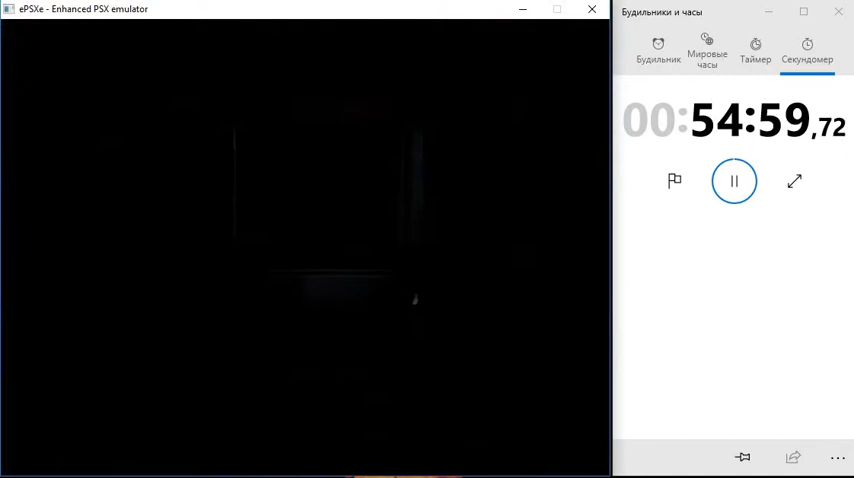 ePSXe - Enhanced PSX emulator
Будильники и часы
Будильник
Мировые
часы
Таймер
Секундомер
00:54:59,72